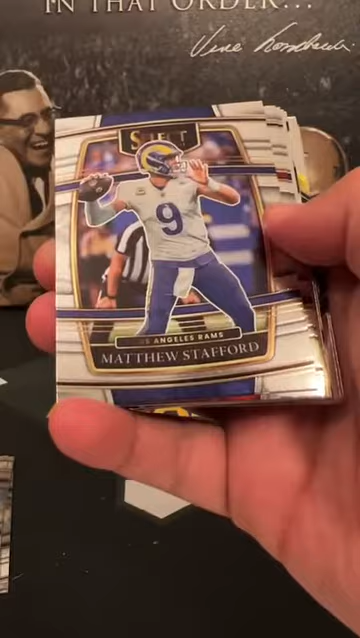 IN THAT ORDER...
Vince Lombardi
SELECT
9
LOS ANGELES RAMS
MATTHEW STAFFORD